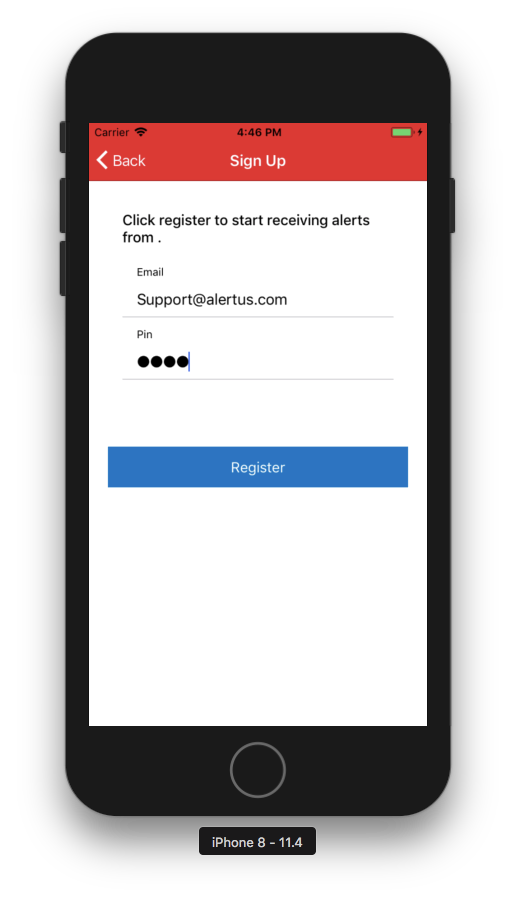 Carrier 4:46 PM
Back Sign Up
Click register to start receiving alerts
from .
Email
Support@alertus.com
Pin
●●●●
Register
iPhone 8 - 11.4